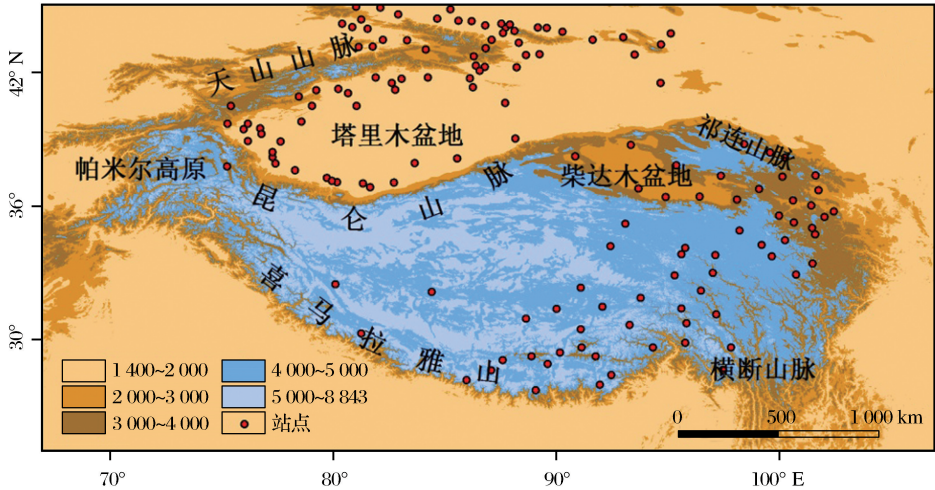 42° N
36°
30°
天山山脉
塔里木盆地
祁连山脉
帕米尔高原
柴达木盆地
昆仑山脉
喜马拉雅山
横断山脉
1 400~2 000
4 000~5 000
2 000~3 000
5 000~8 843
3 000~4 000
站点
0 500 1 000 km
70° 80° 90° 100° E